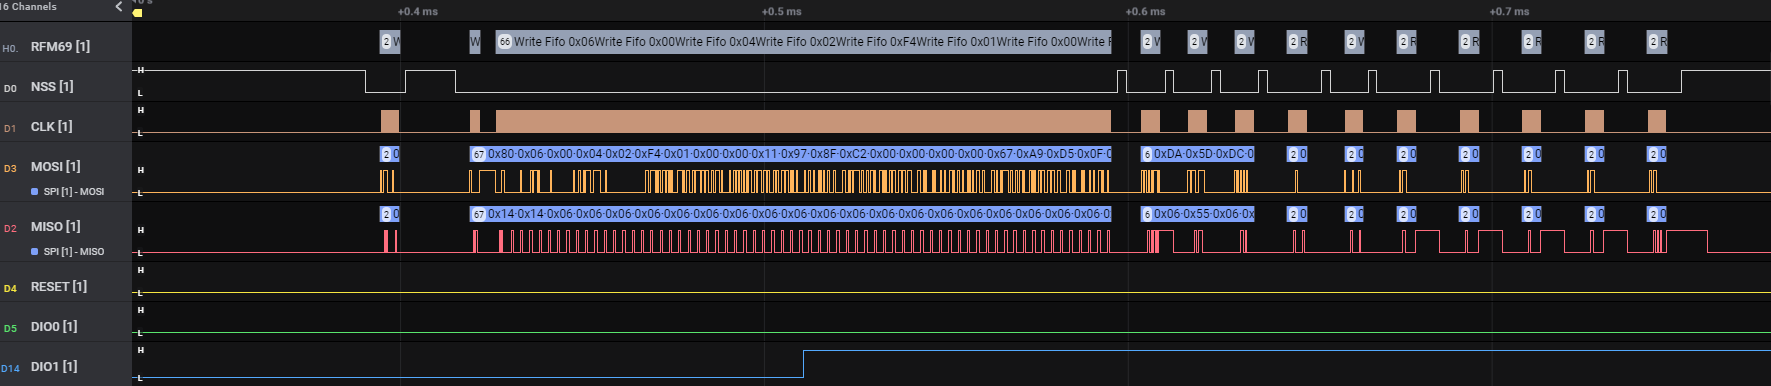 16 Channels
0 s
+0.4 ms
+0.5 ms
+0.6 ms
+0.7 ms
H0. RFM69 [1]
2 W
W
66 Write Fifo 0x06Write Fifo 0x00Write Fifo 0x04Write Fifo 0x02Write Fifo 0xF4Write Fifo 0x01Write Fifo 0x00Write F
2 W
2 W
2 W
2 R
2 W
2 R
2 R
2 R
2 R
2 R
D0 NSS [1]
H
L
D1 CLK [1]
H
L
D3 MOSI [1]
SPI [1] - MOSI
H
L
2 0
67 0x80·0x06·0x00·0x04·0x02·0xF4·0x01·0x00·0x00·0x11·0x97·0x8F·0xC2·0x00·0x00·0x00·0x00·0x67·0xA9·0xD5·0x0F·0
6 0xDA·0x5D·0xDC·0
2 0
2 0
2 0
2 0
2 0
2 0
2 0
D2 MISO [1]
SPI [1] - MISO
H
L
2 0
67 0x14·0x14·0x06·0x06·0x06·0x06·0x06·0x06·0x06·0x06·0x06·0x06·0x06·0x06·0x06·0x06·0x06·0x06·0x06·0x06·0x06·0x
6 0x06·0x55·0x06·0x
2 0
2 0
2 0
2 0
2 0
2 0
2 0
D4 RESET [1]
H
L
D5 DIO0 [1]
H
L
D14 DIO1 [1]
H
L